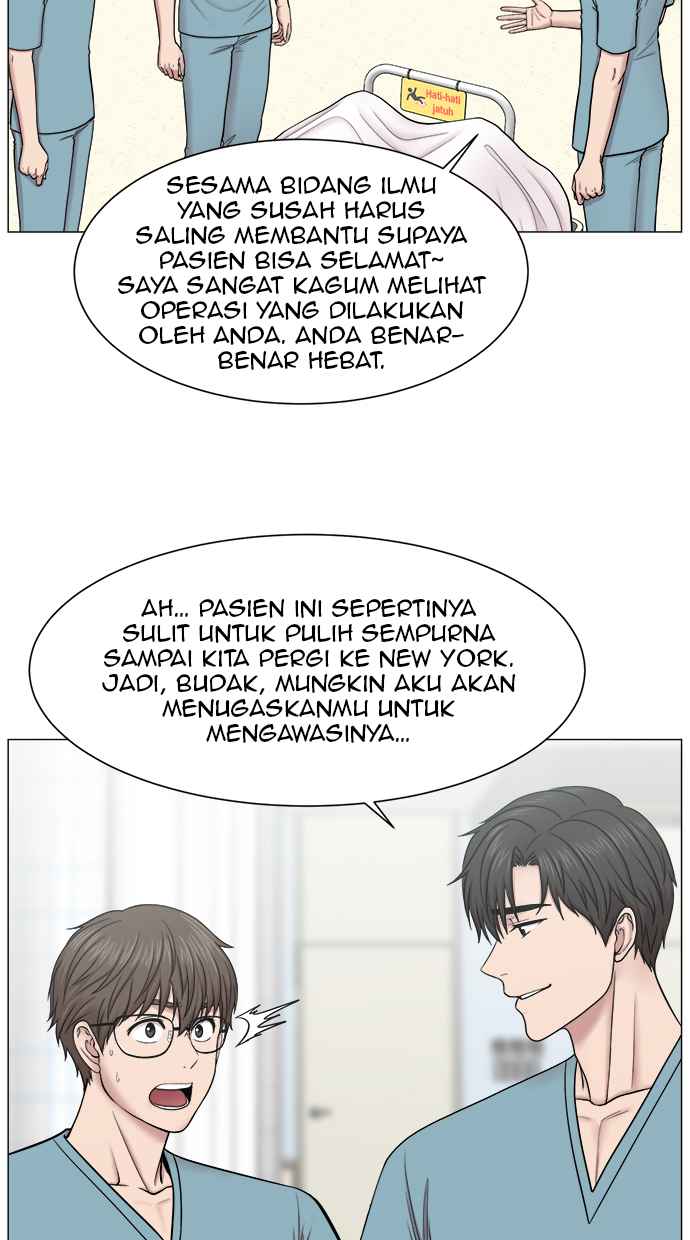 Hati-hati
jatuh
SESAMA BIDANG ILMU
YANG SUSAH HARUS
SALING MEMBANTU SUPAYA
PASIEN BISA SELAMAT~
SAYA SANGAT KAGUM MELIHAT
OPERASI YANG DILAKUKAN
OLEH ANDA. ANDA BENAR-
BENAR HEBAT.
AH... PASIEN INI SEPERTINYA
SULIT UNTUK PULIH SEMPURNA
SAMPAI KITA PERGI KE NEW YORK.
JADI, BUDAK, MUNGKIN AKU AKAN
MENUGASKANMU UNTUK
MENGAWASINYA...